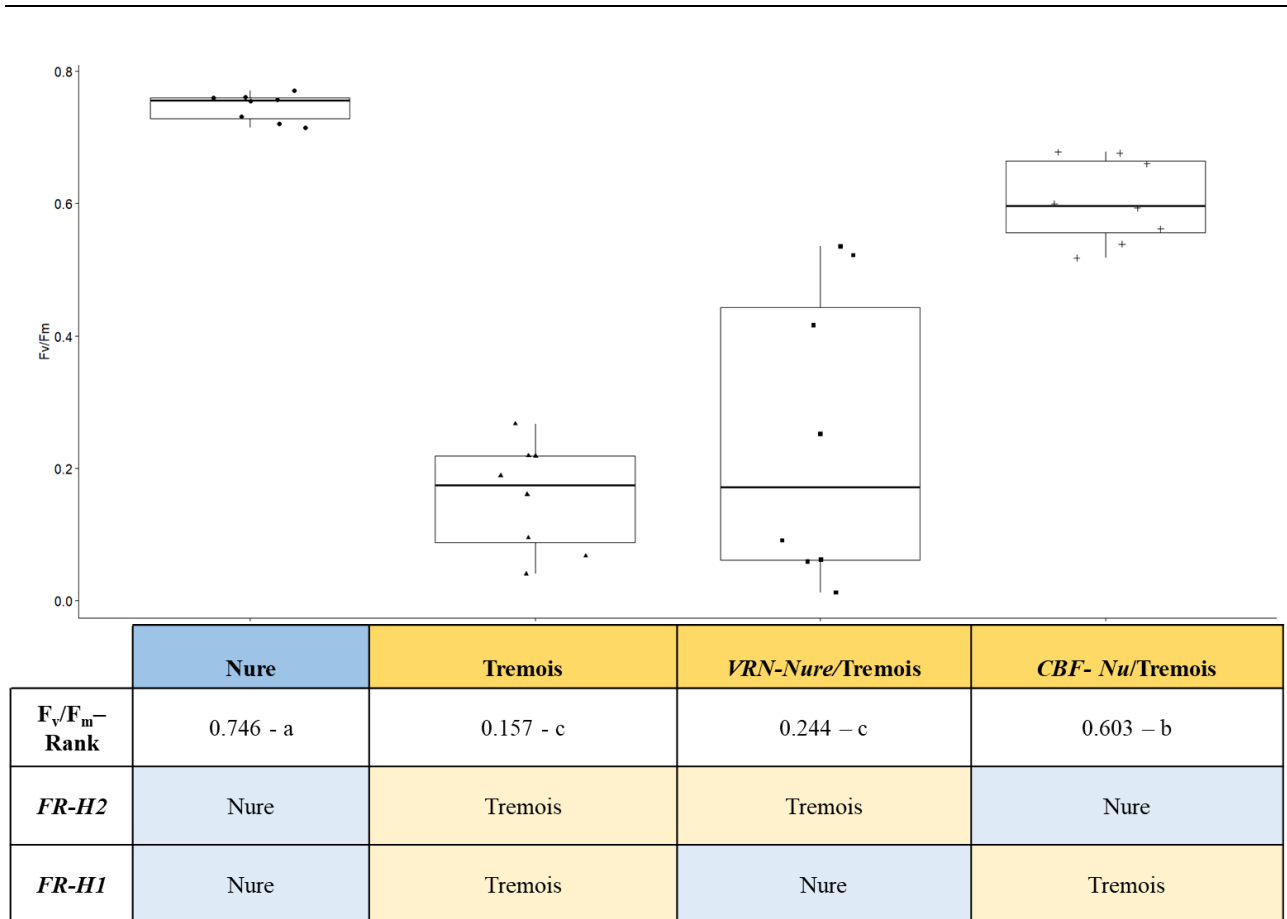 0.8
0.6
0.4
0.2
0.0
Fv/Fm
Nure Tremois VRN-Nure/Tremois CBF- Nu/Tremois
Fv/Fm–
Rank
0.746 - a 0.157 - c 0.244 – c 0.603 – b
FR-H2 Nure Tremois Tremois Nure
FR-H1 Nure Tremois Nure Tremois